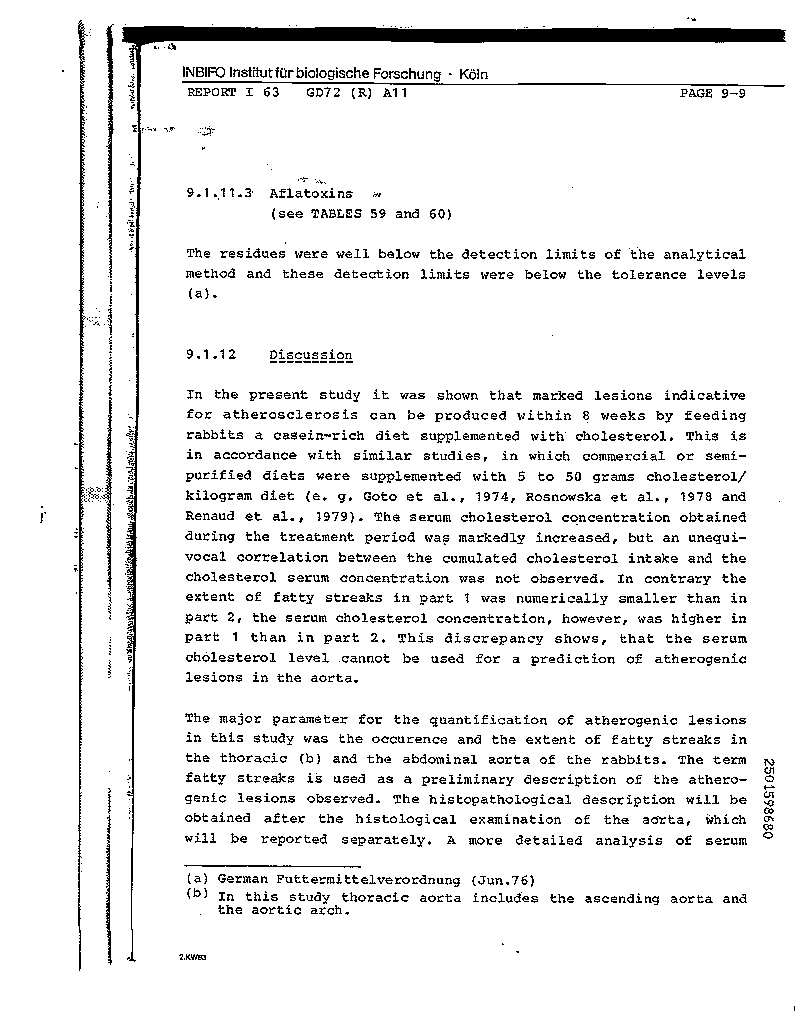 INBIFO Institut für biologische Forschung · Köln
REPORT I 63 GD72 (R) A11 PAGE 9-9
9.1.11.3 Aflatoxins
(see TABLES 59 and 60)
The residues were well below the detection limits of the analytical
method and these detection limits were below the tolerance levels
(a).
9.1.12 Discussion
In the present study it was shown that marked lesions indicative
for atherosclerosis can be produced within 8 weeks by feeding
rabbits a casein-rich diet supplemented with cholesterol. This is
in accordance with similar studies, in which commercial or semi-
purified diets were supplemented with 5 to 50 grams cholesterol/
kilogram diet (e. g. Goto et al., 1974, Rosnowska et al., 1978 and
Renaud et al., 1979). The serum cholesterol concentration obtained
during the treatment period was markedly increased, but an unequi-
vocal correlation between the cumulated cholesterol intake and the
cholesterol serum concentration was not observed. In contrary the
extent of fatty streaks in part 1 was numerically smaller than in
part 2, the serum cholesterol concentration, however, was higher in
part 1 than in part 2. This discrepancy shows, that the serum
cholesterol level cannot be used for a prediction of atherogenic
lesions in the aorta.
The major parameter for the quantification of atherogenic lesions
in this study was the occurence and the extent of fatty streaks in
the thoracic (b) and the abdominal aorta of the rabbits. The term
fatty streaks is used as a preliminary description of the athero-
genic lesions observed. The histopathological description will be
obtained after the histological examination of the aorta, which
will be reported separately. A more detailed analysis of serum
(a) German Futtermittelverordnung (Jun.76)
(b) In this study thoracic aorta includes the ascending aorta and
the aortic arch.
2.KW83
2501598680